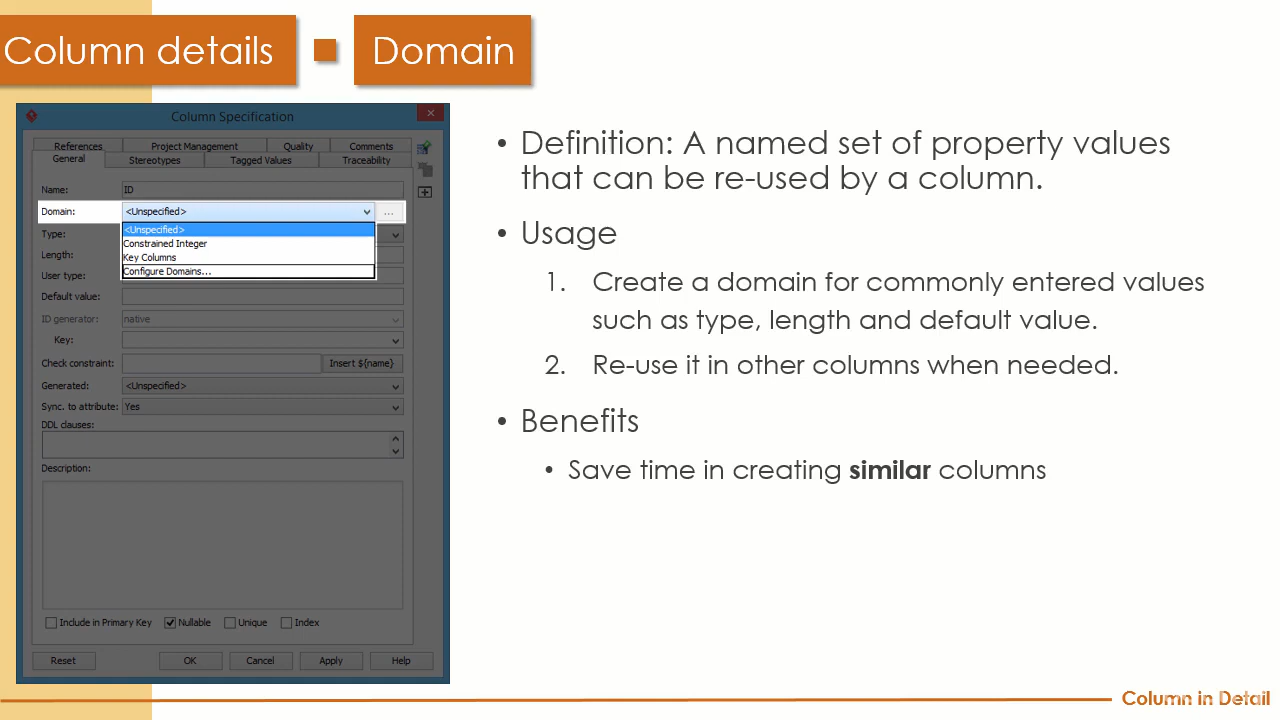 Column details ■ Domain
Column Specification
References Project Management Quality Comments
General Stereotypes Tagged Values Traceability
Name: ID
Domain: <Unspecified> ...
Type: <Unspecified>
Constrained Integer
Length: Key Columns
User type: Configure Domains...
Default value:
ID generator: native
Key:
Check constraint: Insert ${name}
Generated: <Unspecified>
Sync. to attribute: Yes
DDL clauses:
Description:
Include in Primary Key Nullable Unique Index
Reset OK Cancel Apply Help
• Definition: A named set of property values
that can be re-used by a column.
• Usage
1. Create a domain for commonly entered values
such as type, length and default value.
2. Re-use it in other columns when needed.
• Benefits
• Save time in creating similar columns
Column in Detail